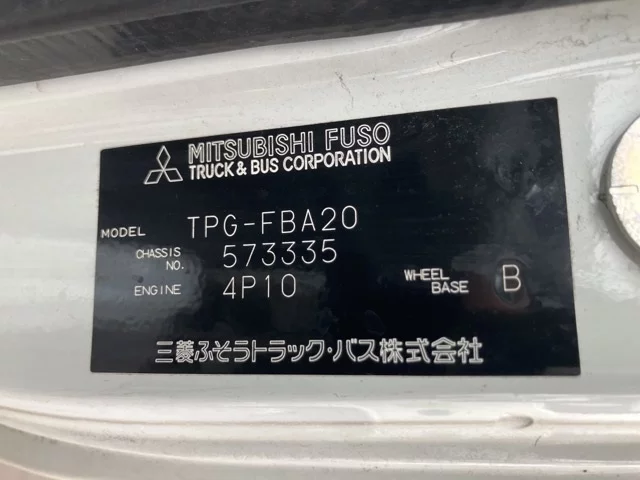 MITSUBISHI FUSO
TRUCK & BUS CORPORATION
MODEL TPG-FBA20
CHASSIS NO. 573335
ENGINE 4P10
WHEEL BASE B
三菱ふそうトラック・バス株式会社